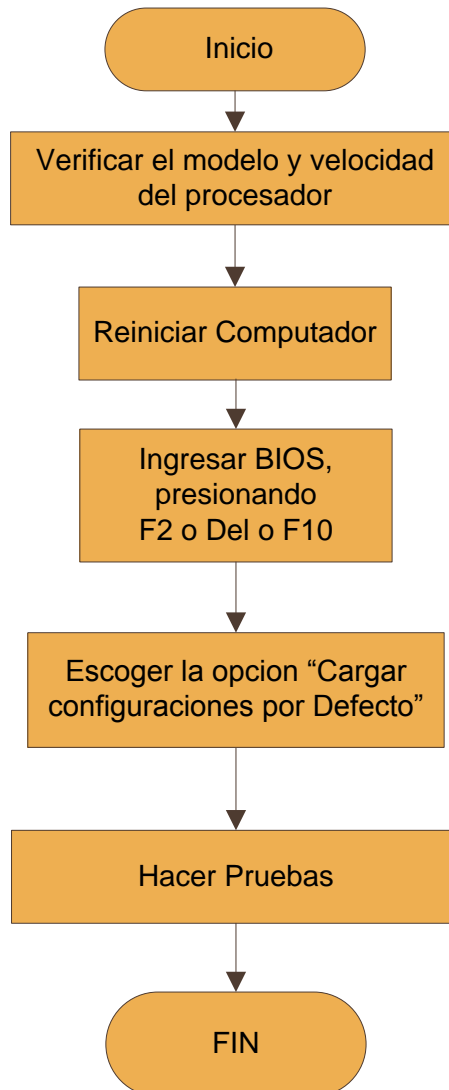 Inicio
Verificar el modelo y velocidad
del procesador
Reiniciar Computador
Ingresar BIOS,
presionando
F2 o Del o F10
Escoger la opcion “Cargar
configuraciones por Defecto”
Hacer Pruebas
FIN